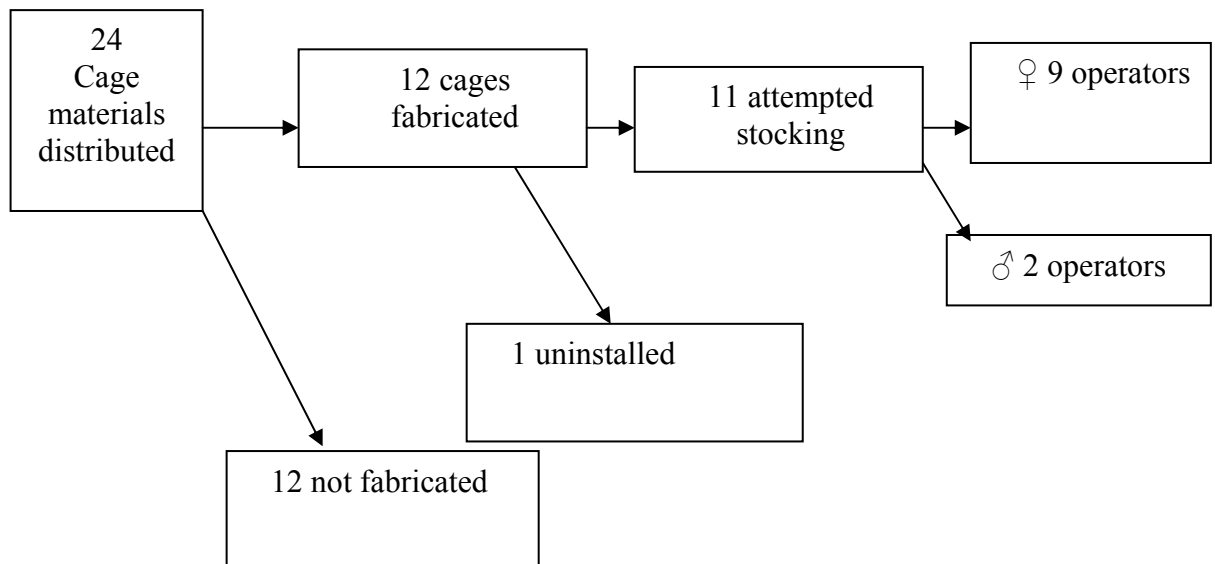 24
Cage
materials
distributed
12 cages
fabricated
11 attempted
stocking
♀ 9 operators
♂ 2 operators
1 uninstalled
12 not fabricated